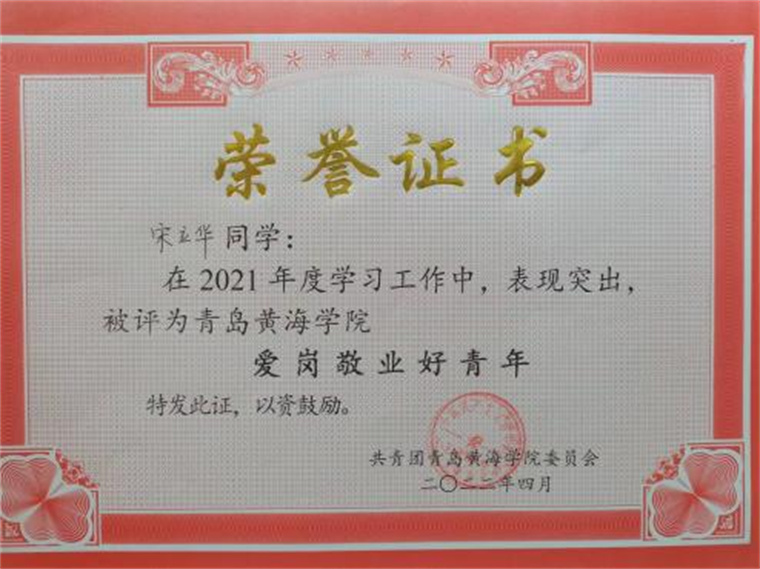 荣誉证书
宋立华同学：
在2021年度学习工作中，表现突出，
被评为青岛黄海学院
爱岗敬业好青年
特发此证，以资鼓励。
共青团青岛黄海学院委员会
二〇二二年四月